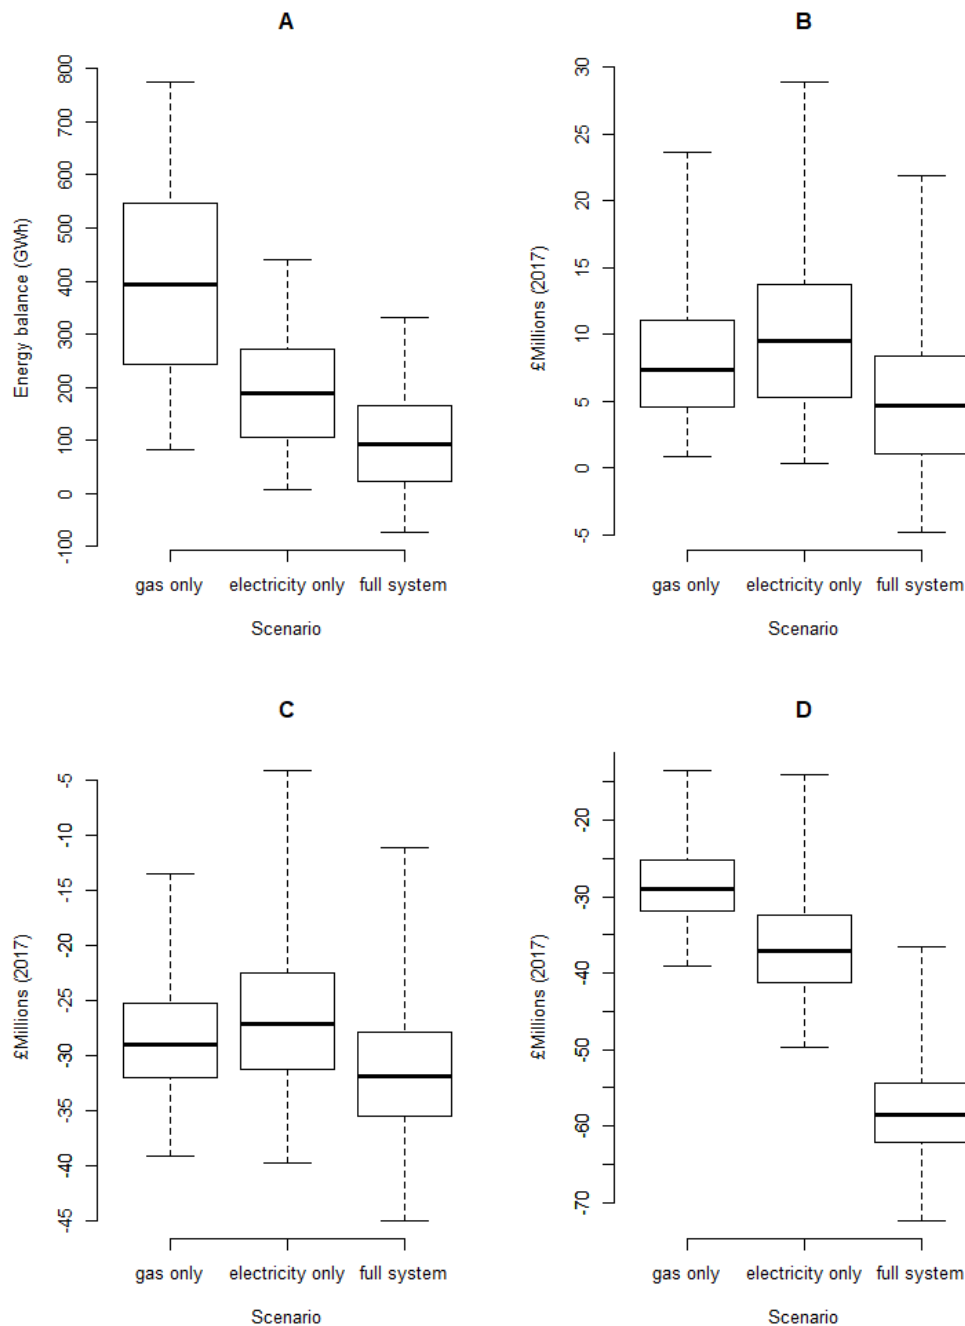 A
Energy balance (GWh)
800
700
600
500
400
300
200
100
0
-100
gas only electricity only full system
Scenario
B
£Millions (2017)
30
25
20
15
10
5
0
-5
gas only electricity only full system
Scenario
C
£Millions (2017)
-5
-10
-15
-20
-25
-30
-35
-40
-45
gas only electricity only full system
Scenario
D
£Millions (2017)
-20
-30
-40
-50
-60
-70
gas only electricity only full system
Scenario